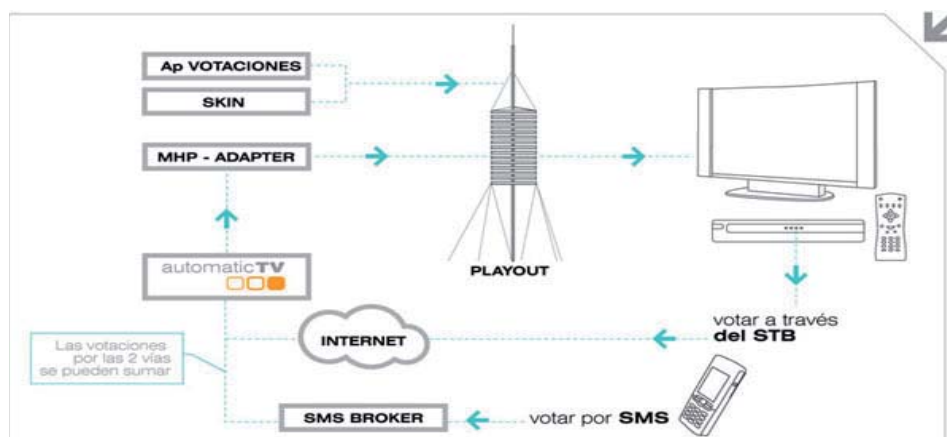 Ap VOTACIONES
SKIN
MHP - ADAPTER
PLAYOUT
automaticTV
votar a través
del STB
INTERNET
Las votaciones
por las 2 vías
se pueden sumar
SMS BROKER
votar por SMS